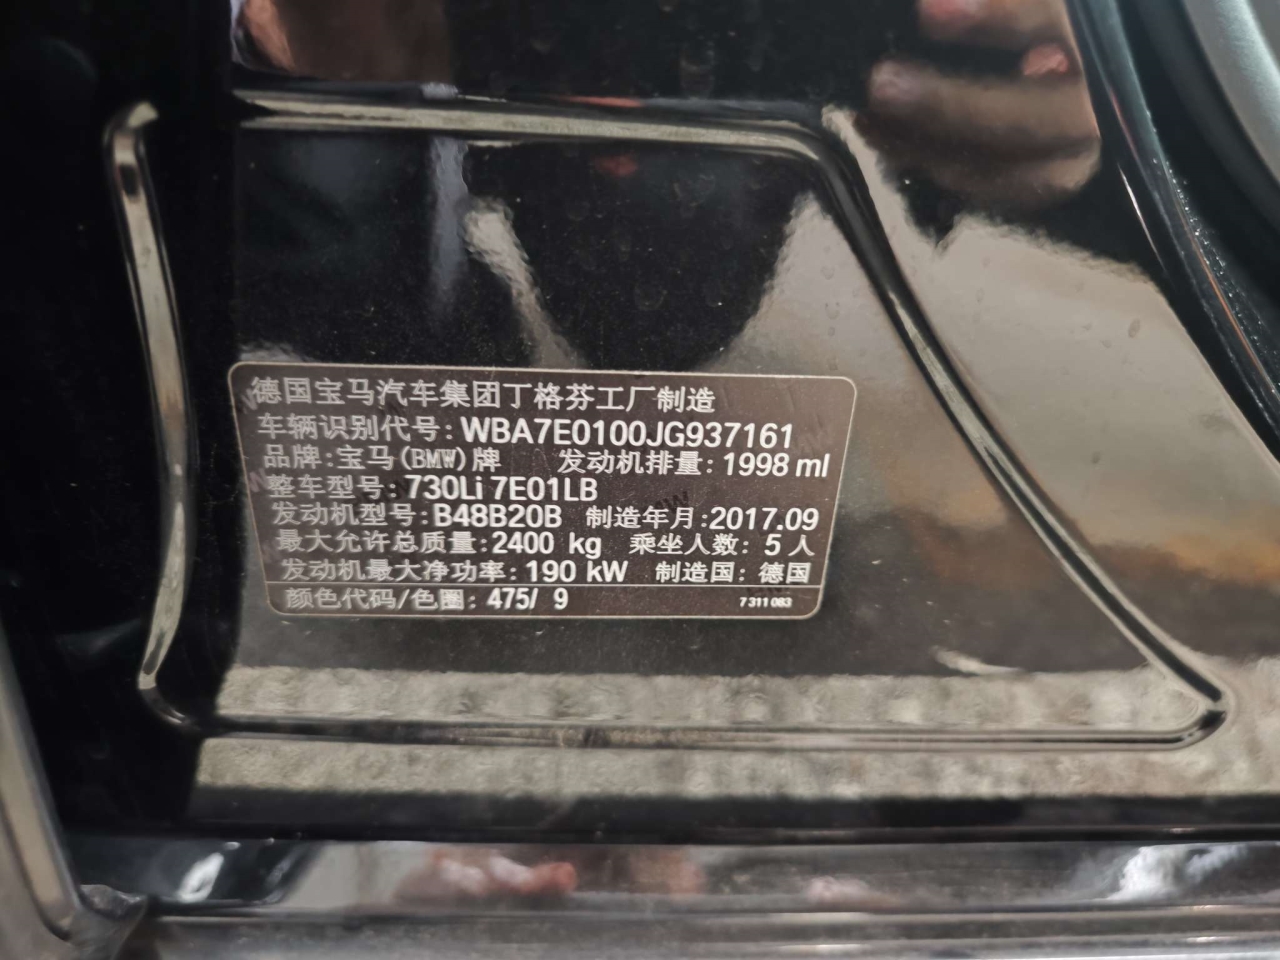 德国宝马汽车集团丁格芬工厂制造
车辆识别代号: WBA7E0100JG937161
品牌:宝马(BMW)牌 发动机排量: 1998 ml
整车型号: 730Li 7E01LB
发动机型号: B48B20B 制造年月: 2017.09
最大允许总质量: 2400 kg 乘坐人数: 5 人
发动机最大净功率: 190 kW 制造国: 德国
颜色代码/色圈: 475/ 9 7 311 083